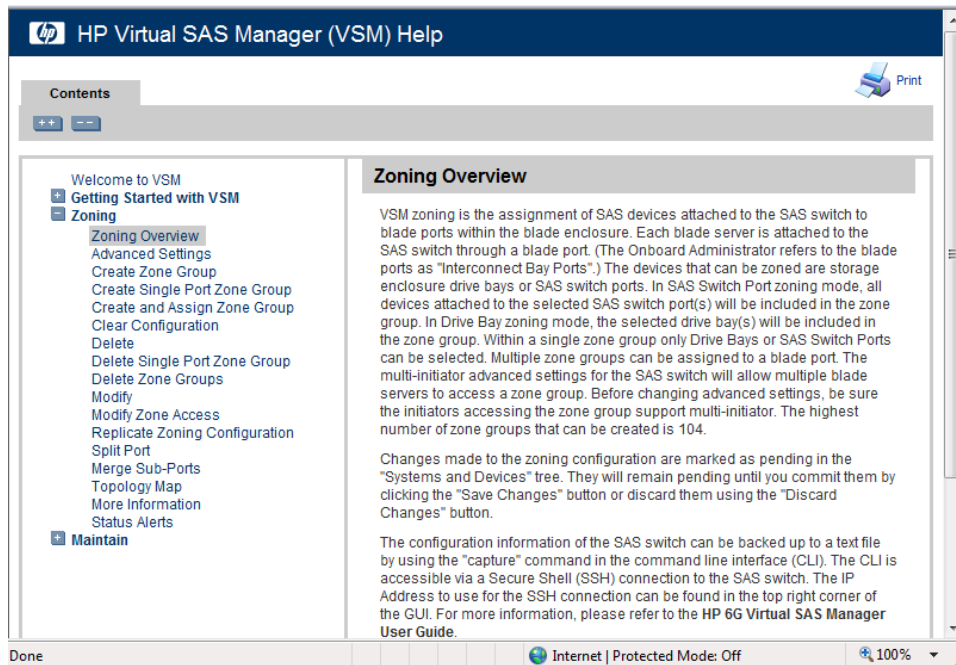 hp HP Virtual SAS Manager (VSM) Help
Print
Contents
++ --
Welcome to VSM
+ Getting Started with VSM
- Zoning
Zoning Overview
Advanced Settings
Create Zone Group
Create Single Port Zone Group
Create and Assign Zone Group
Clear Configuration
Delete
Delete Single Port Zone Group
Delete Zone Groups
Modify
Modify Zone Access
Replicate Zoning Configuration
Split Port
Merge Sub-Ports
Topology Map
More Information
Status Alerts
+ Maintain
Zoning Overview
VSM zoning is the assignment of SAS devices attached to the SAS switch to
blade ports within the blade enclosure. Each blade server is attached to the
SAS switch through a blade port. (The Onboard Administrator refers to the blade
ports as "Interconnect Bay Ports".) The devices that can be zoned are storage
enclosure drive bays or SAS switch ports. In SAS Switch Port zoning mode, all
devices attached to the selected SAS switch port(s) will be included in the zone
group. In Drive Bay zoning mode, the selected drive bay(s) will be included in
the zone group. Within a single zone group only Drive Bays or SAS Switch Ports
can be selected. Multiple zone groups can be assigned to a blade port. The
multi-initiator advanced settings for the SAS switch will allow multiple blade
servers to access a zone group. Before changing advanced settings, be sure
the initiators accessing the zone group support multi-initiator. The highest
number of zone groups that can be created is 104.
Changes made to the zoning configuration are marked as pending in the
"Systems and Devices" tree. They will remain pending until you commit them by
clicking the "Save Changes" button or discard them using the "Discard
Changes" button.
The configuration information of the SAS switch can be backed up to a text file
by using the "capture" command in the command line interface (CLI). The CLI is
accessible via a Secure Shell (SSH) connection to the SAS switch. The IP
Address to use for the SSH connection can be found in the top right corner of
the GUI. For more information, please refer to the HP 6G Virtual SAS Manager
User Guide.
Done
Internet | Protected Mode: Off
100%